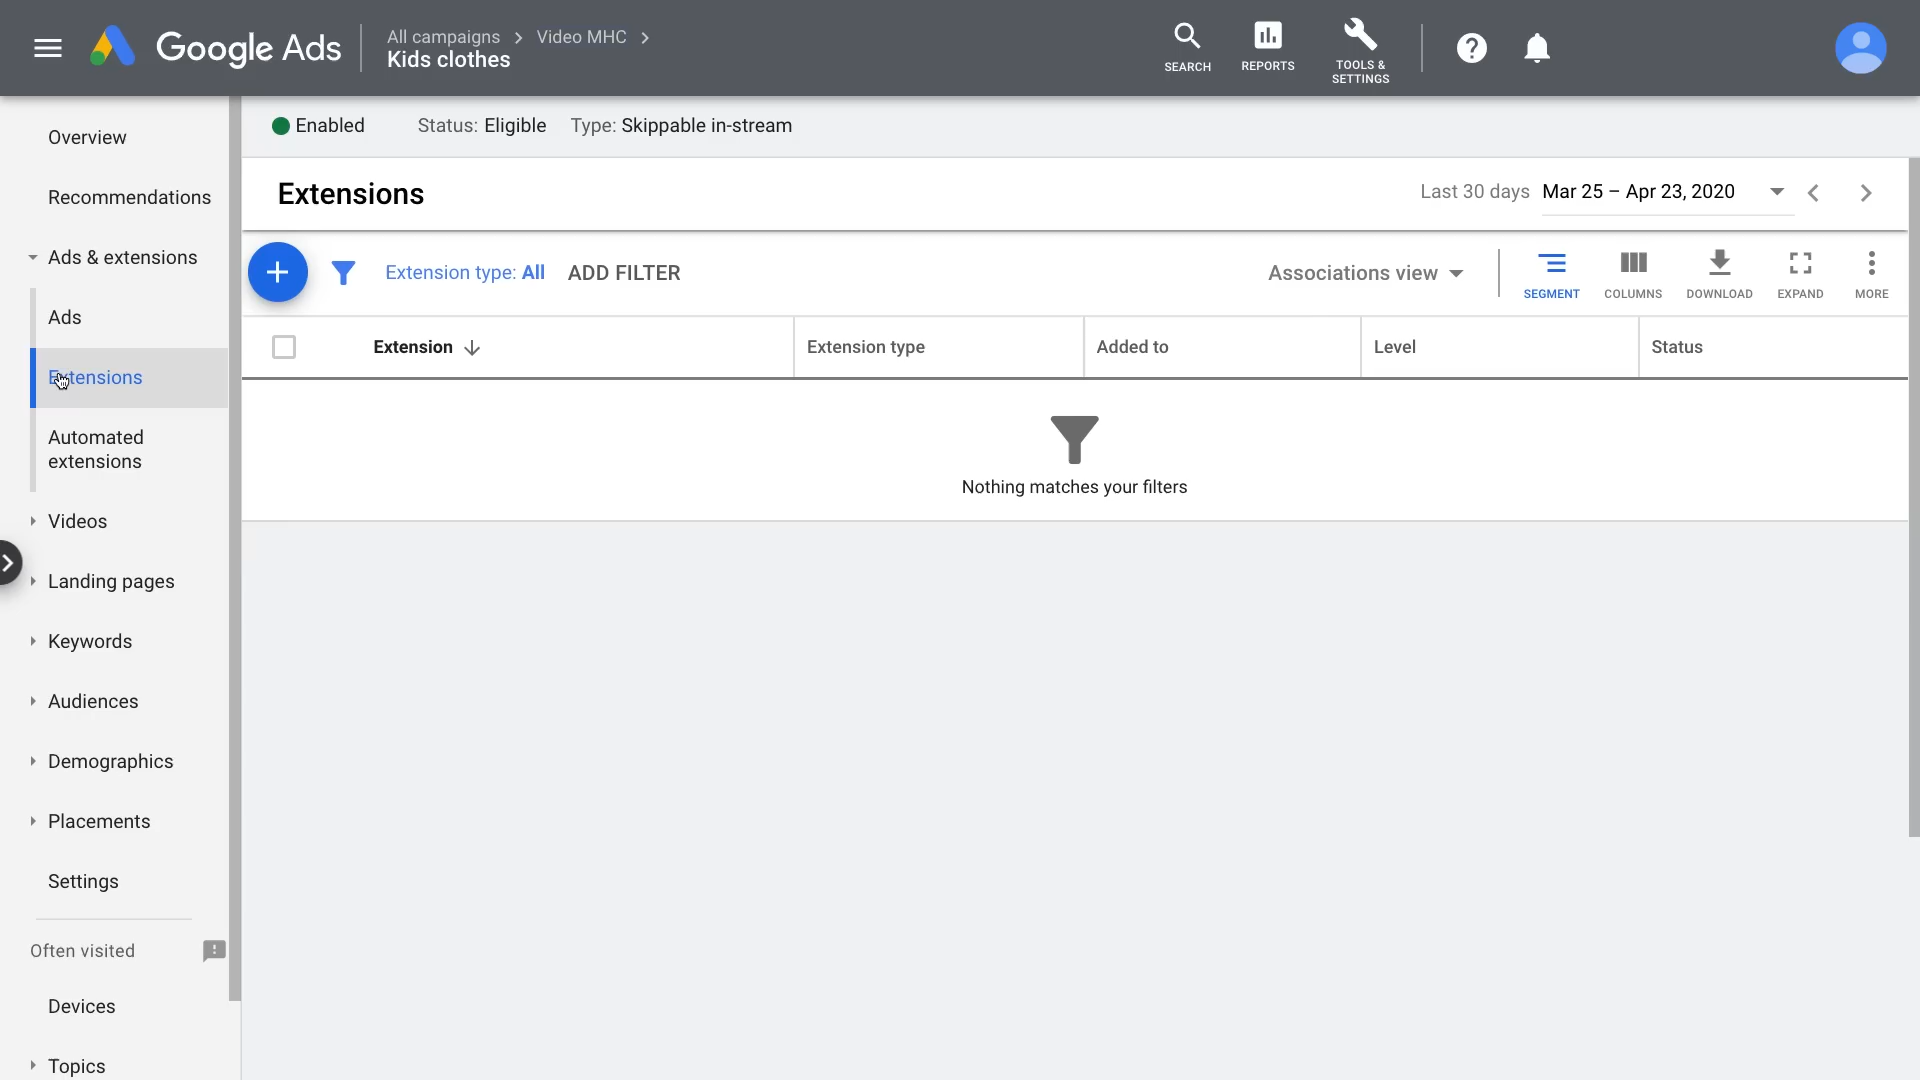 Google Ads
All campaigns > Video MHC >
Kids clothes
SEARCH
REPORTS
TOOLS &
SETTINGS
Overview
Recommendations
Ads & extensions
Ads
Extensions
Automated
extensions
Videos
Landing pages
Keywords
Audiences
Demographics
Placements
Settings
Often visited
Devices
Topics
Enabled Status: Eligible Type: Skippable in-stream
Extensions
Last 30 days Mar 25 – Apr 23, 2020
Extension type: All ADD FILTER
Associations view
SEGMENT
COLUMNS
DOWNLOAD
EXPAND
MORE
Extension Extension type Added to Level Status
Nothing matches your filters